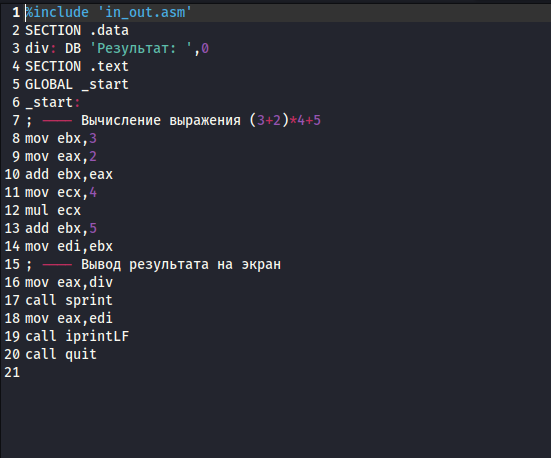 1 %include 'in_out.asm'
2 SECTION .data
3 div: DB 'Результат: ',0
4 SECTION .text
5 GLOBAL _start
6 _start:
7 ; ---- Вычисление выражения (3+2)*4+5
8 mov ebx,3
9 mov eax,2
10 add ebx,eax
11 mov ecx,4
12 mul ecx
13 add ebx,5
14 mov edi,ebx
15 ; ---- Вывод результата на экран
16 mov eax,div
17 call sprint
18 mov eax,edi
19 call iprintLF
20 call quit
21